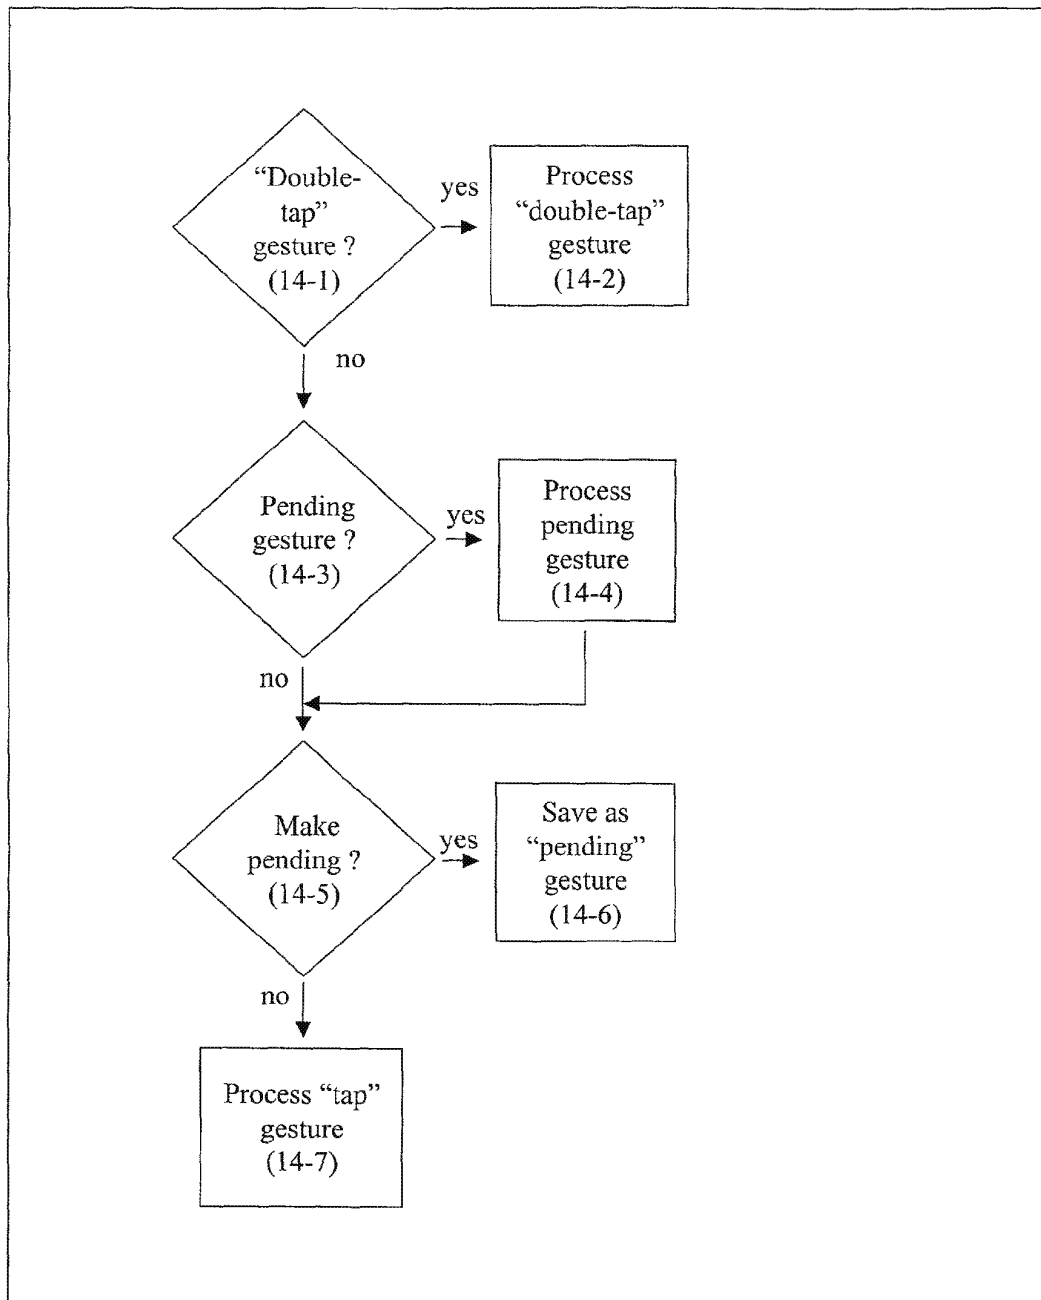 “Double-
tap”
gesture ?
(14-1)
yes
Process
“double-tap”
gesture
(14-2)
no
Pending
gesture ?
(14-3)
yes
Process
pending
gesture
(14-4)
no
Make
pending ?
(14-5)
yes
Save as
“pending”
gesture
(14-6)
no
Process “tap”
gesture
(14-7)